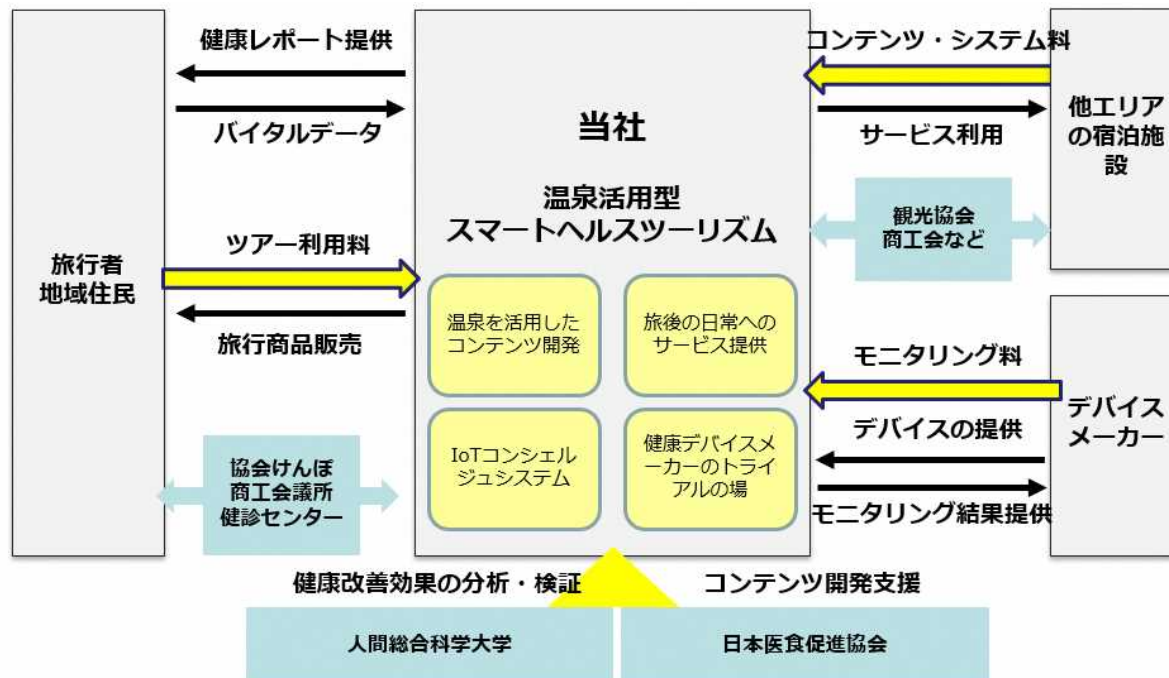 健康レポート提供
バイタルデータ
ツアー利用料
旅行商品販売
旅行者
地域住民
協会けんぽ
商工会議所
健診センター
当社
温泉活用型
スマートヘルスツーリズム
温泉を活用した
コンテンツ開発
旅後の日常への
サービス提供
IoTコンシェル
ジュシステム
健康デバイスメ
ーカーのトライ
アルの場
コンテンツ・システム料
サービス利用
他エリア
の宿泊施
設
観光協会
商工会など
モニタリング料
デバイスの提供
モニタリング結果提供
デバイス
メーカー
健康改善効果の分析・検証
コンテンツ開発支援
人間総合科学大学
日本医食促進協会